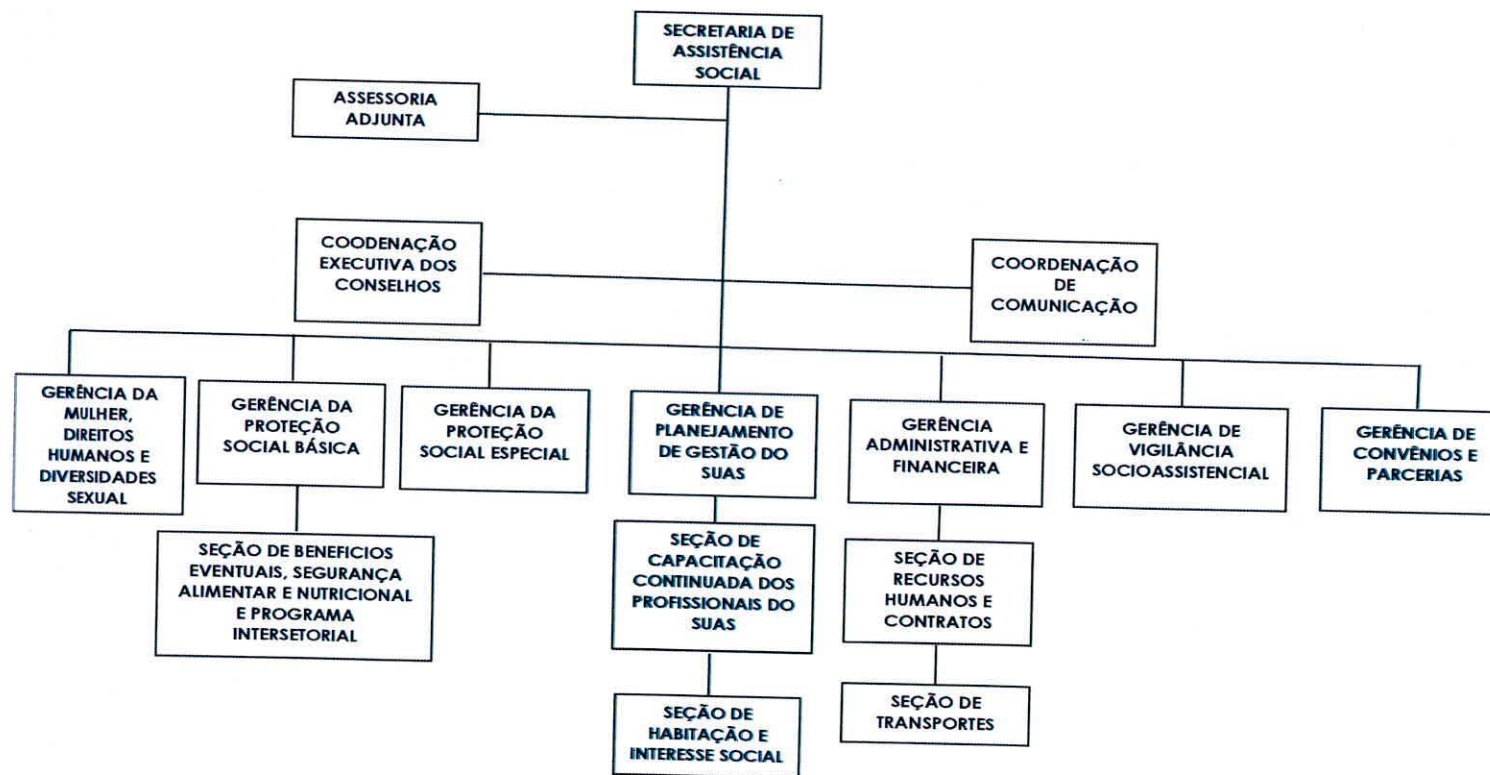 SECRETARIA DE
ASSISTÊNCIA
SOCIAL
ASSESSORIA
ADJUNTA
COODENAÇÃO
EXECUTIVA DOS
CONSELHOS
COORDENAÇÃO
DE
COMUNICAÇÃO
GERÊNCIA DA
MULHER,
DIREITOS
HUMANOS E
DIVERSIDADES
SEXUAL
GERÊNCIA DA
PROTEÇÃO
SOCIAL BÁSICA
GERÊNCIA DA
PROTEÇÃO
SOCIAL ESPECIAL
GERÊNCIA DE
PLANEJAMENTO
DE GESTÃO DO
SUAS
GERÊNCIA
ADMINISTRATIVA E
FINANCEIRA
GERÊNCIA DE
VIGILÂNCIA
SOCIOASSISTENCIAL
GERÊNCIA DE
CONVÊNIOS E
PARCERIAS
SEÇÃO DE BENEFICIOS
EVENTUAIS, SEGURANÇA
ALIMENTAR E NUTRICIONAL
E PROGRAMA
INTERSETORIAL
SEÇÃO DE
CAPACITAÇÃO
CONTINUADA DOS
PROFISSIONAIS DO
SUAS
SEÇÃO DE
RECURSOS
HUMANOS E
CONTRATOS
SEÇÃO DE
HABITAÇÃO E
INTERESSE SOCIAL
SEÇÃO DE
TRANSPORTES